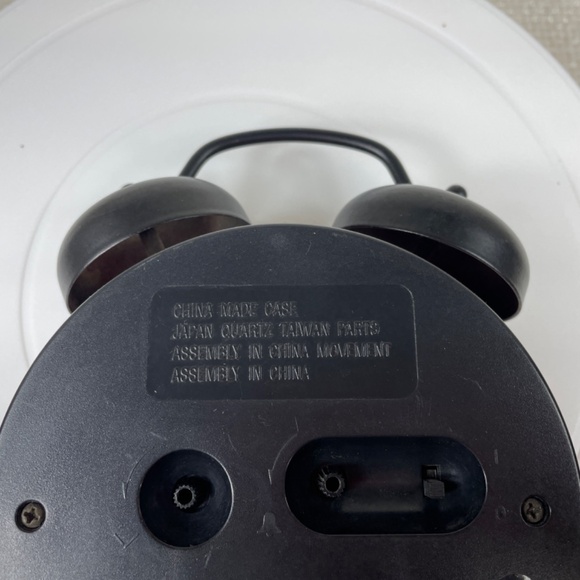 CHINA MADE CASE
JAPAN QUARTZ TAIWAN PARTS
ASSEMBLY IN CHINA MOVEMENT
ASSEMBLY IN CHINA